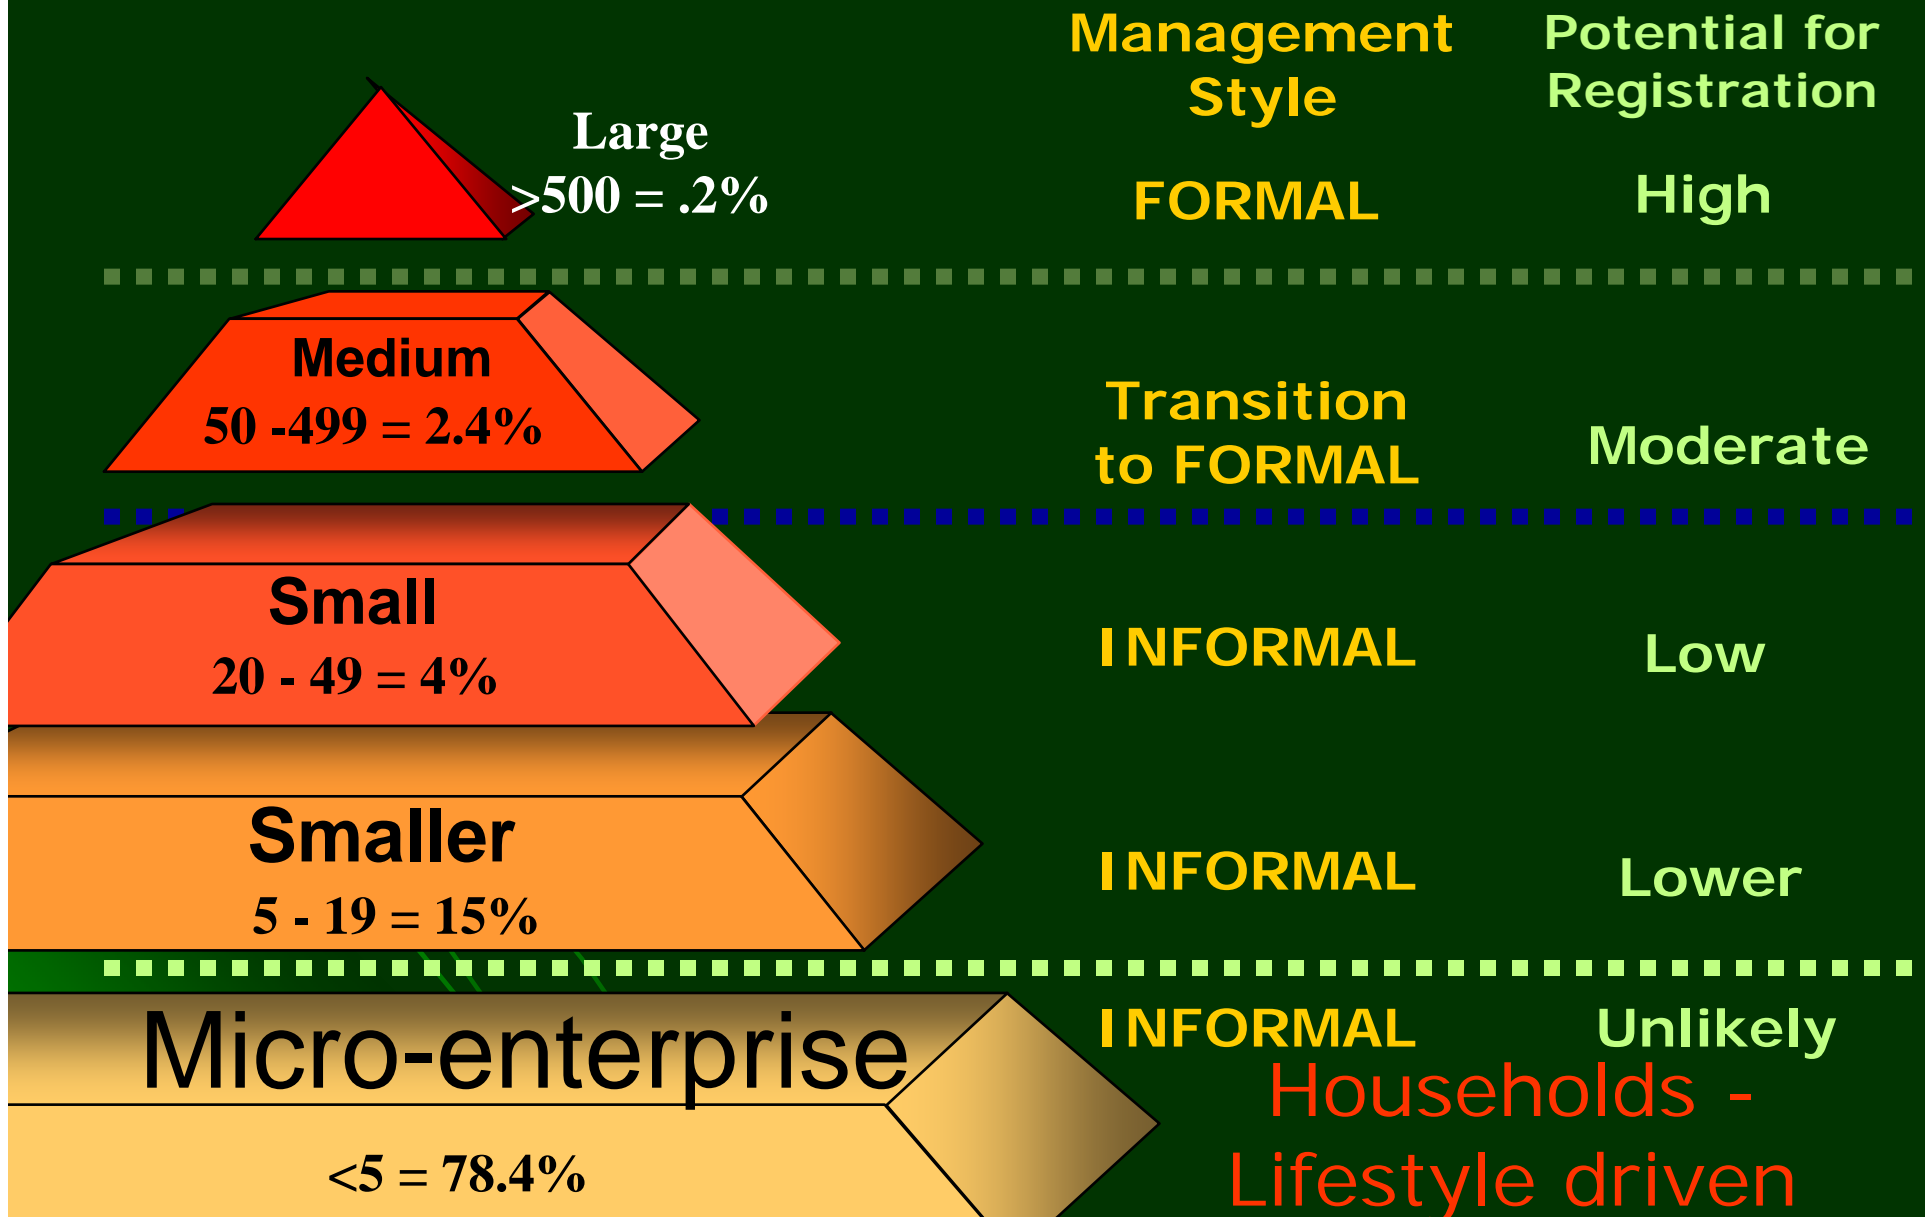 Management Style
Potential for Registration
Large
>500 = .2%
FORMAL
High
Medium
50 -499 = 2.4%
Transition
to FORMAL
Moderate
Small
20 - 49 = 4%
INFORMAL
Low
Smaller
5 - 19 = 15%
INFORMAL
Lower
Micro-enterprise
<5 = 78.4%
INFORMAL
Unlikely
Households -
Lifestyle driven